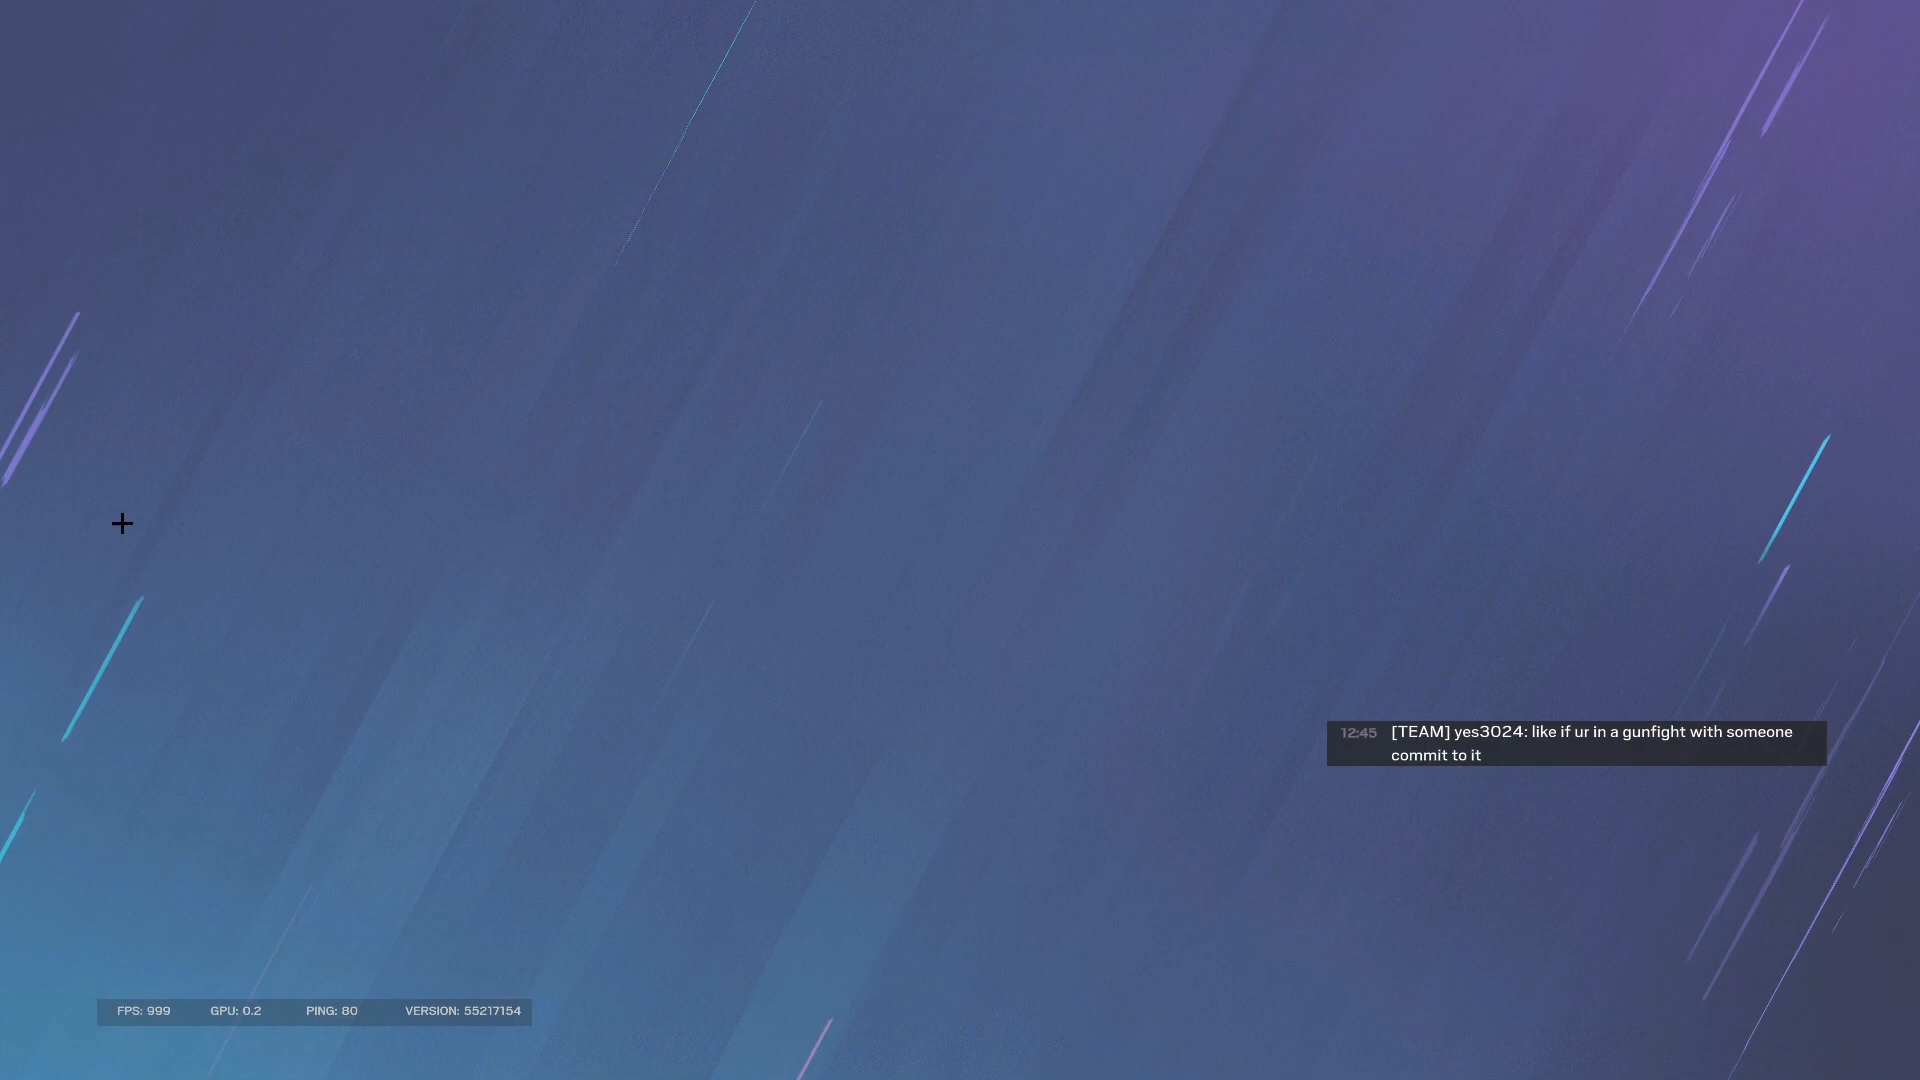 12:45 [TEAM] yes3024: like if ur in a gunfight with someone
commit to it
FPS: 999 GPU: 0.2 PING: 80 VERSION: 55217154